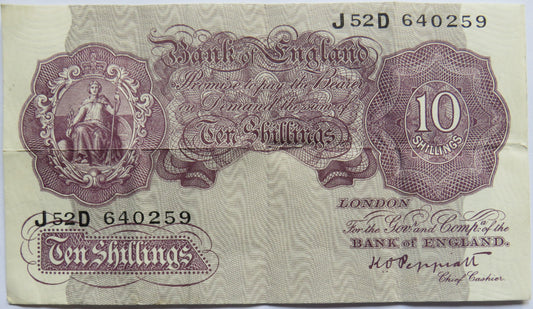 J52D 640259
Bank of England
Promise to pay the Bearer
on Demand the sum of
Ten Shillings
10
SHILLINGS
LONDON
For the Govr. and Compa. of the
BANK OF ENGLAND.
K.O. Peppiatt
Chief Cashier.
J52D 640259
Ten Shillings